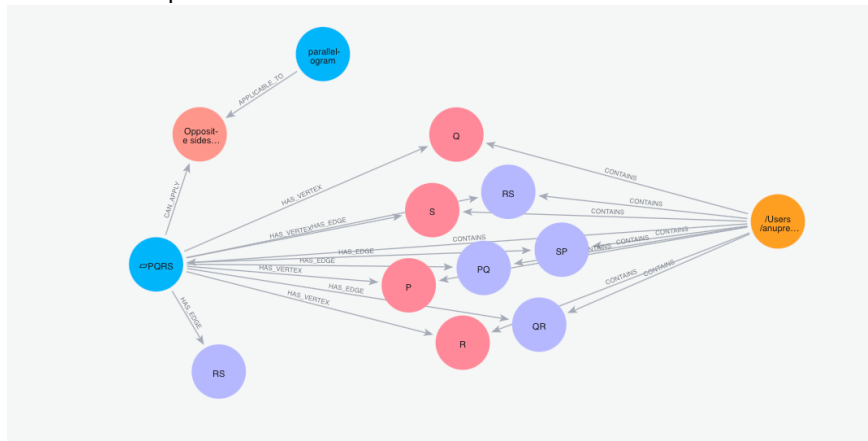 parallel-
ogram
APPLICABLE_TO
Opposit-
e sides…
Q
CONTAINS
HAS_VERTEX
RS
CONTAINS
CAN_APPLY
S
CONTAINS
/Users
/anupre…
HAS_VERTEX
HAS_EDGE
CONTAINS
CONTAINS
CONTAINS
HAS_EDGE
SP
▱PQRS
HAS_EDGE
PQ
HAS_VERTEX
P
HAS_EDGE
CONTAINS
CONTAINS
HAS_VERTEX
QR
HAS_EDGE
R
RS